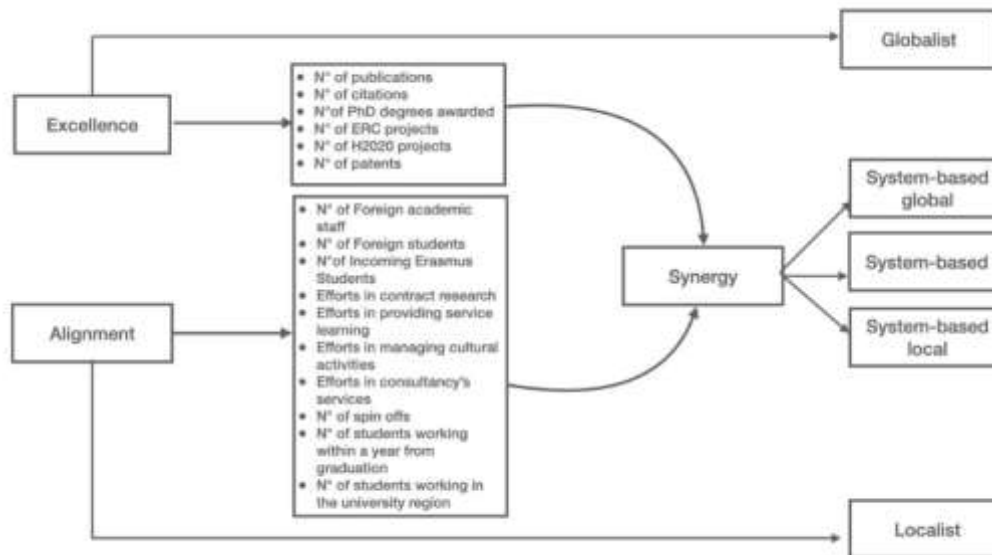 Globalist
Excellence
• N° of publications
• N° of citations
• N°of PhD degrees awarded
• N° of ERC projects
• N° of H2020 projects
• N° of patents
System-based
global
• N° of Foreign academic
staff
• N° of Foreign students
• N°of Incoming Erasmus
Students
• Efforts in contract research
• Efforts in providing service
learning
• Efforts in managing cultural
activities
• Efforts in consultancy's
services
• N° of spin offs
• N° of students working
within a year from
graduation
• N° of students working in
the university region
Synergy
System-based
Alignment
System-based
local
Localist